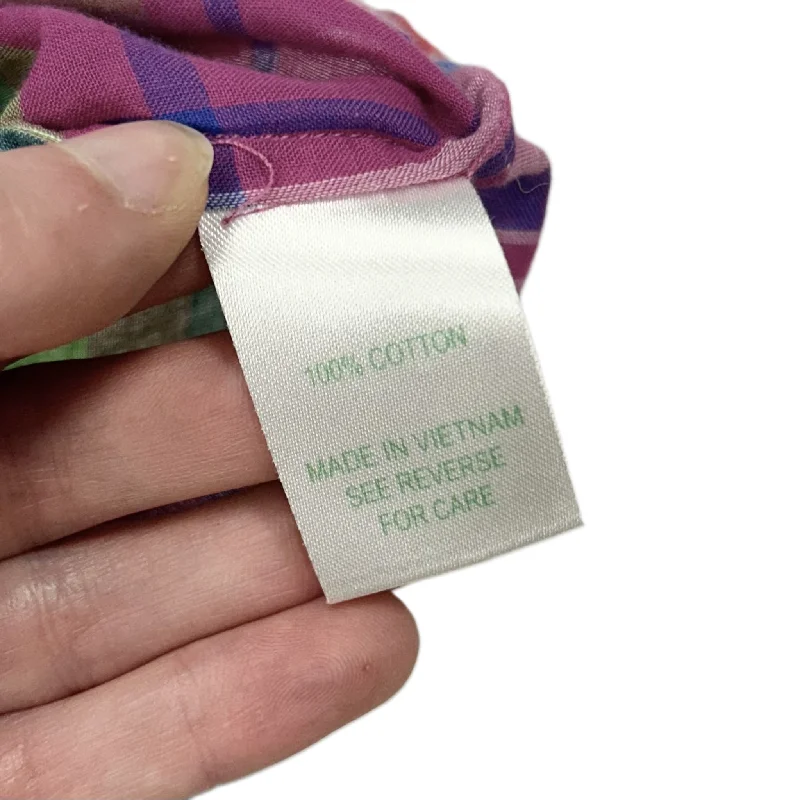 100% COTTON
MADE IN VIETNAM
SEE REVERSE
FOR CARE